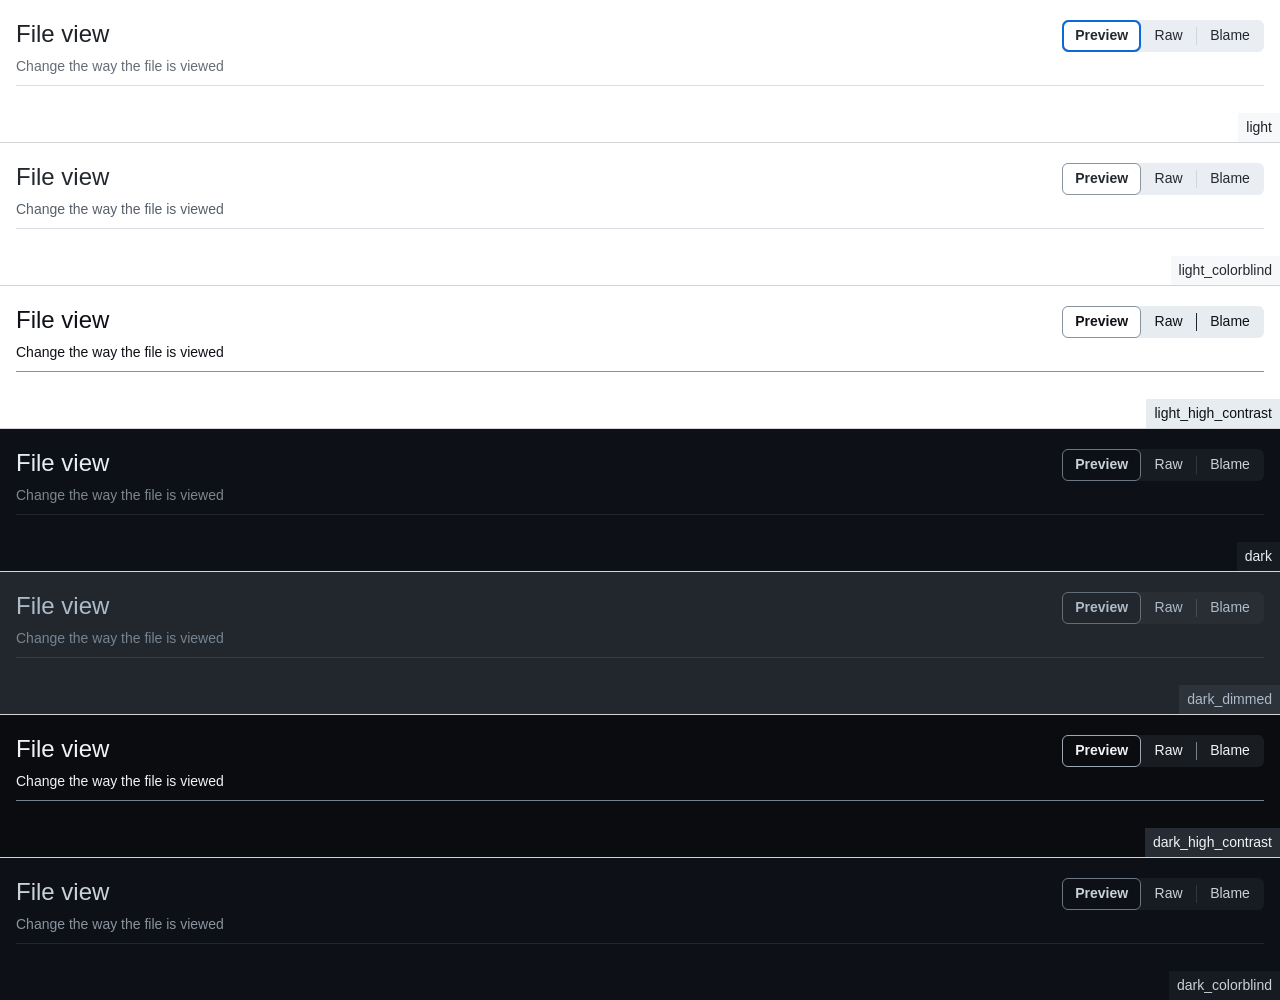 File view
Preview Raw Blame
Change the way the file is viewed
light
File view
Preview Raw Blame
Change the way the file is viewed
light_colorblind
File view
Preview Raw Blame
Change the way the file is viewed
light_high_contrast
File view
Preview Raw Blame
Change the way the file is viewed
dark
File view
Preview Raw Blame
Change the way the file is viewed
dark_dimmed
File view
Preview Raw Blame
Change the way the file is viewed
dark_high_contrast
File view
Preview Raw Blame
Change the way the file is viewed
dark_colorblind